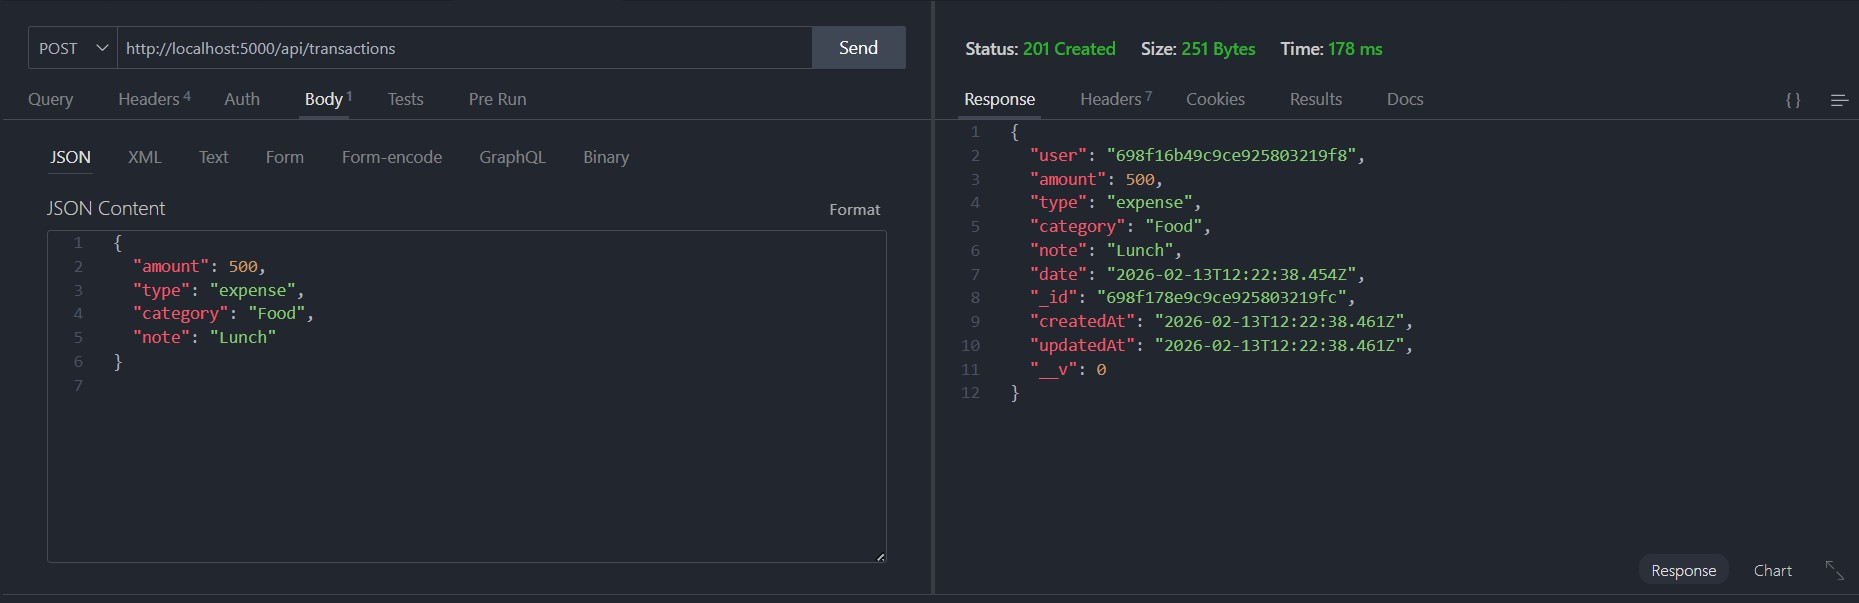 POST http://localhost:5000/api/transactions Send
Query Headers 4 Auth Body 1 Tests Pre Run
JSON XML Text Form Form-encode GraphQL Binary
JSON Content Format
1 {
2 "amount": 500,
3 "type": "expense",
4 "category": "Food",
5 "note": "Lunch"
6 }
7
Status: 201 Created Size: 251 Bytes Time: 178 ms
Response Headers 7 Cookies Results Docs { }
1 {
2 "user": "698f16b49c9ce925803219f8",
3 "amount": 500,
4 "type": "expense",
5 "category": "Food",
6 "note": "Lunch",
7 "date": "2026-02-13T12:22:38.454Z",
8 "_id": "698f178e9c9ce925803219fc",
9 "createdAt": "2026-02-13T12:22:38.461Z",
10 "updatedAt": "2026-02-13T12:22:38.461Z",
11 "__v": 0
12 }
Response Chart